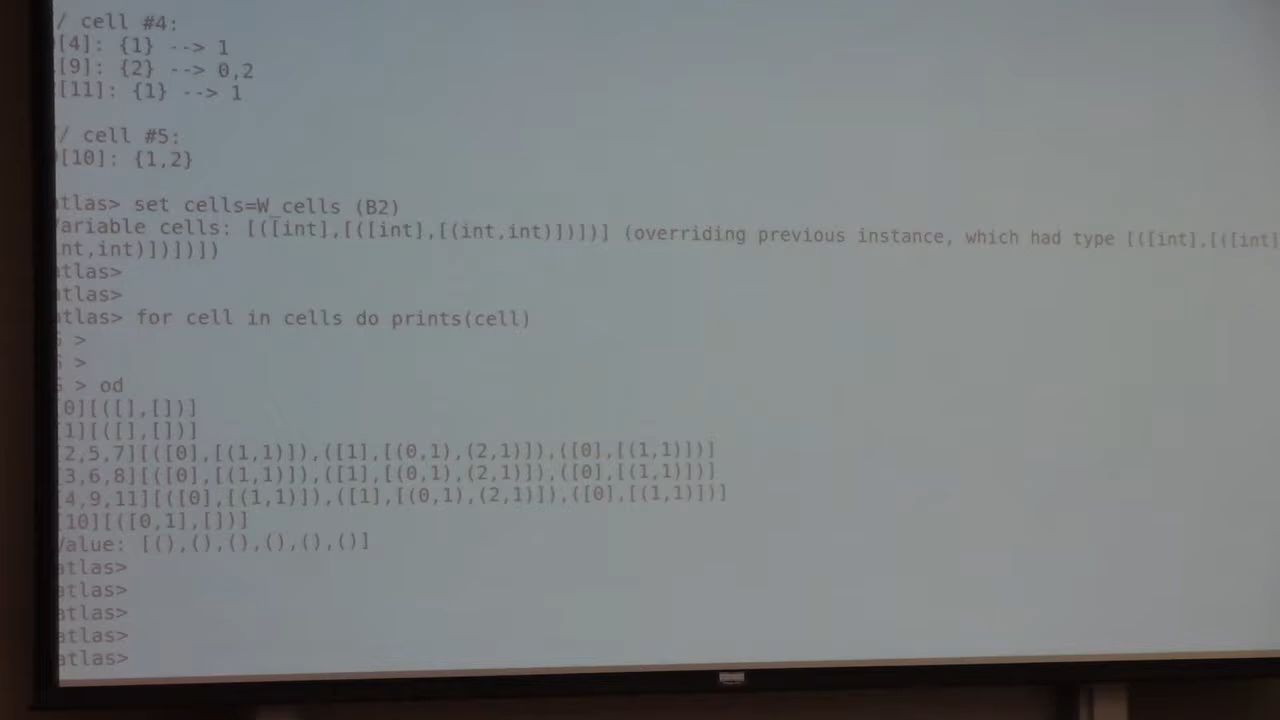 / cell #4:
[4]: {1} --> 1
[9]: {2} --> 0,2
[11]: {1} --> 1
/ cell #5:
[10]: {1,2}
atlas> set cells=W_cells (B2)
Variable cells: [([int],[([int],[(int,int)])])] (overriding previous instance, which had type [([int],[([int]
nt,int)])])])
atlas>
atlas>
atlas> for cell in cells do prints(cell)
>
>
> od
[0][([],[])]
[1][([],[])]
[2,5,7][([0],[(1,1)]),([1],[(0,1),(2,1)]),([0],[(1,1)])]
[3,6,8][([0],[(1,1)]),([1],[(0,1),(2,1)]),([0],[(1,1)])]
[4,9,11][([0],[(1,1)]),([1],[(0,1),(2,1)]),([0],[(1,1)])]
[10][([0,1],[])]
Value: [(),(),(),(),(),()]
atlas>
atlas>
atlas>
atlas>
atlas>